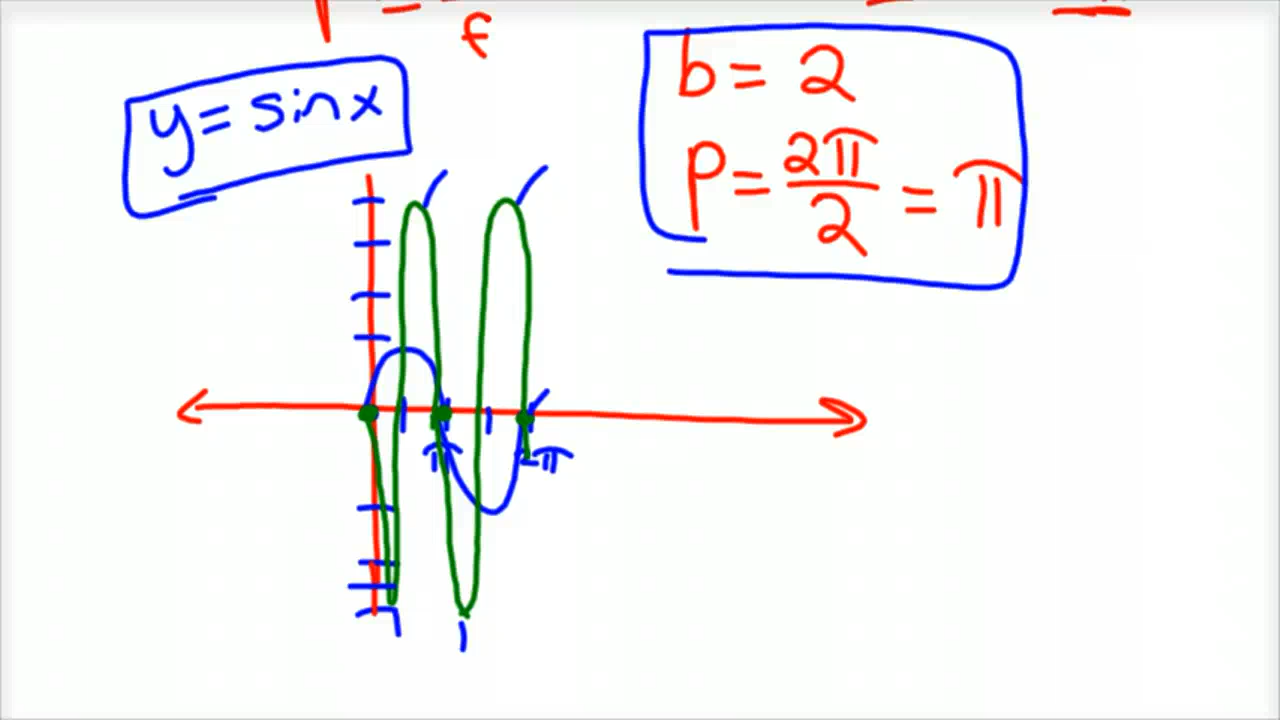 f
y = sin x
b = 2
P = 2π/2 = π
π
2π